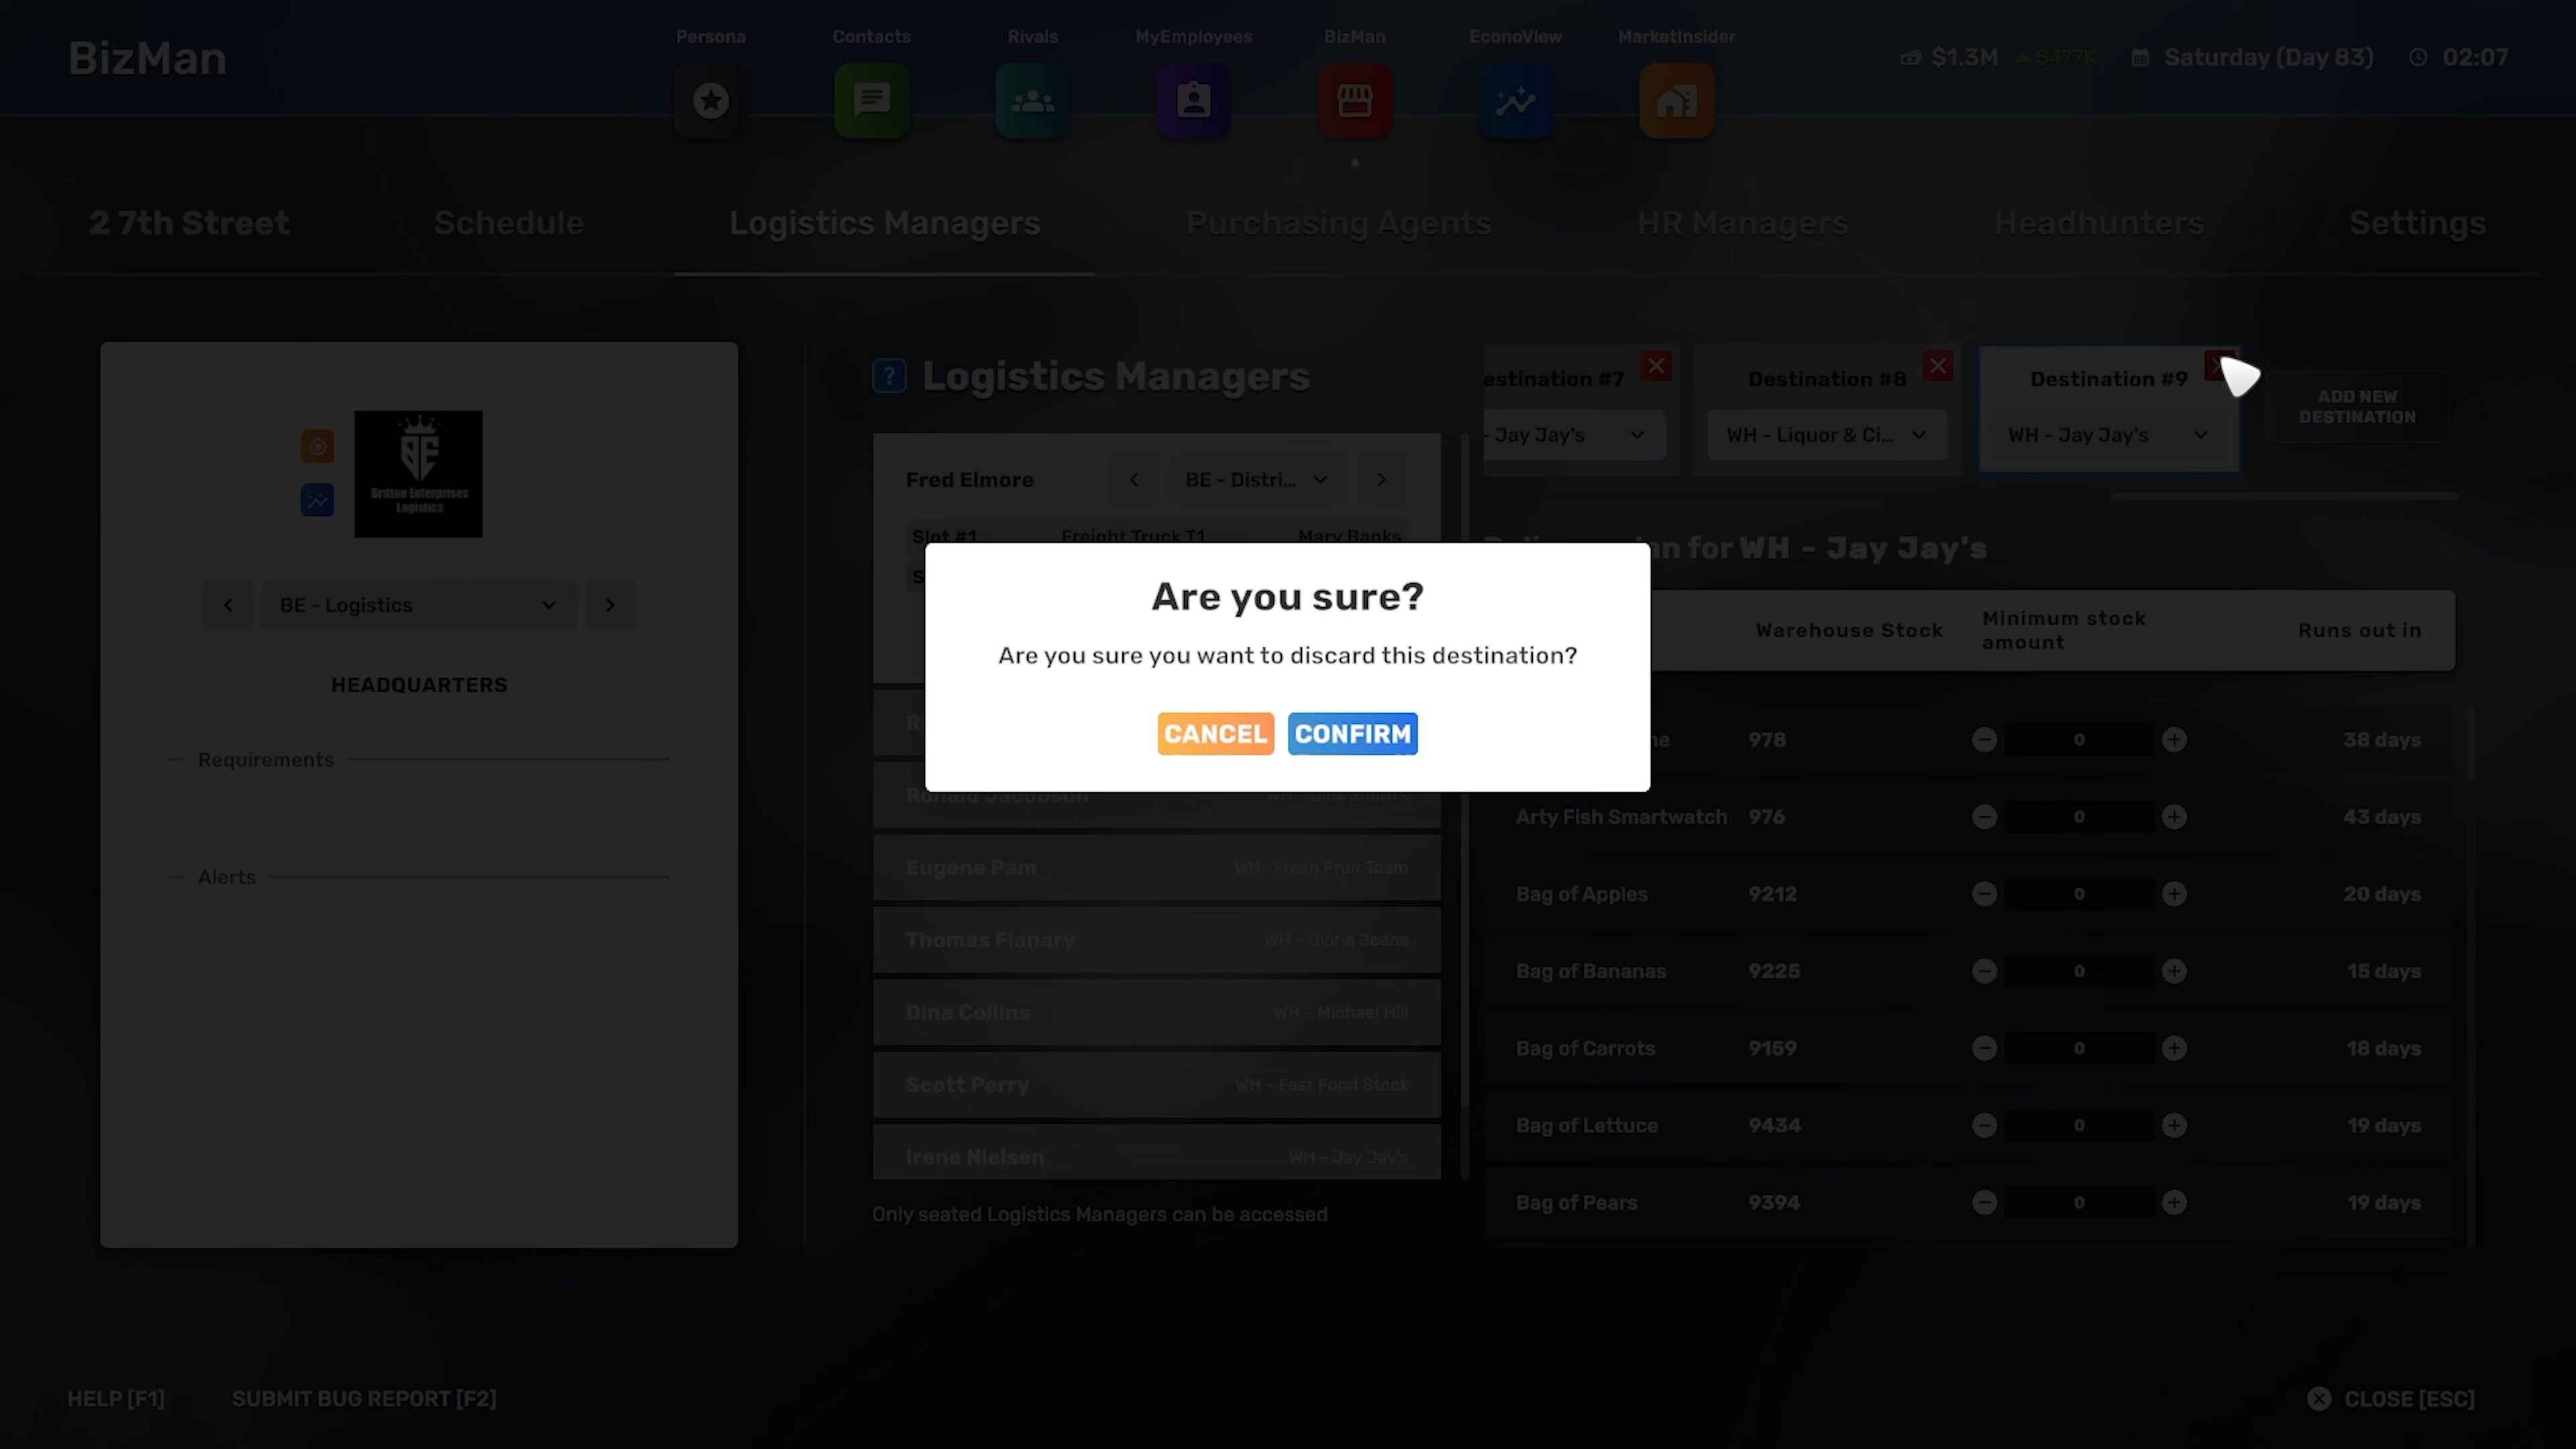 BizMan
Persona
Contacts
Rivals
MyEmployees
BizMan
EconoView
MarketInsider
$1.3M
$477K
Saturday (Day 83)
02:07
2 7th Street
Schedule
Logistics Managers
Purchasing Agents
HR Managers
Headhunters
Settings
BE
Britton Enterprises
Logistics
BE - Logistics
HEADQUARTERS
Requirements
Alerts
? Logistics Managers
Fred Elmore
BE - Distri...
Slot #1 Freight Truck T1 Mary Banks
Ronald Jacobson
Eugene Pam WH- Fresh Fruit Team
Thomas Flanary WH - Gloria Jeans
Dina Collins WH - Michael Hill
Scott Perry WH - Fast Food Stock
Irene Nielsen WH - Jay Jay's
Only seated Logistics Managers can be accessed
estination #7
- Jay Jay's
Destination #8
WH - Liquor & Ci...
Destination #9
WH - Jay Jay's
ADD NEW
DESTINATION
an for WH - Jay Jay's
Warehouse Stock
Minimum stock
amount
Runs out in
ne 978 0 38 days
Arty Fish Smartwatch 976 0 43 days
Bag of Apples 9212 0 20 days
Bag of Bananas 9225 0 15 days
Bag of Carrots 9159 0 18 days
Bag of Lettuce 9434 0 19 days
Bag of Pears 9394 0 19 days
Are you sure?
Are you sure you want to discard this destination?
CANCEL
CONFIRM
HELP [F1]
SUBMIT BUG REPORT [F2]
CLOSE [ESC]